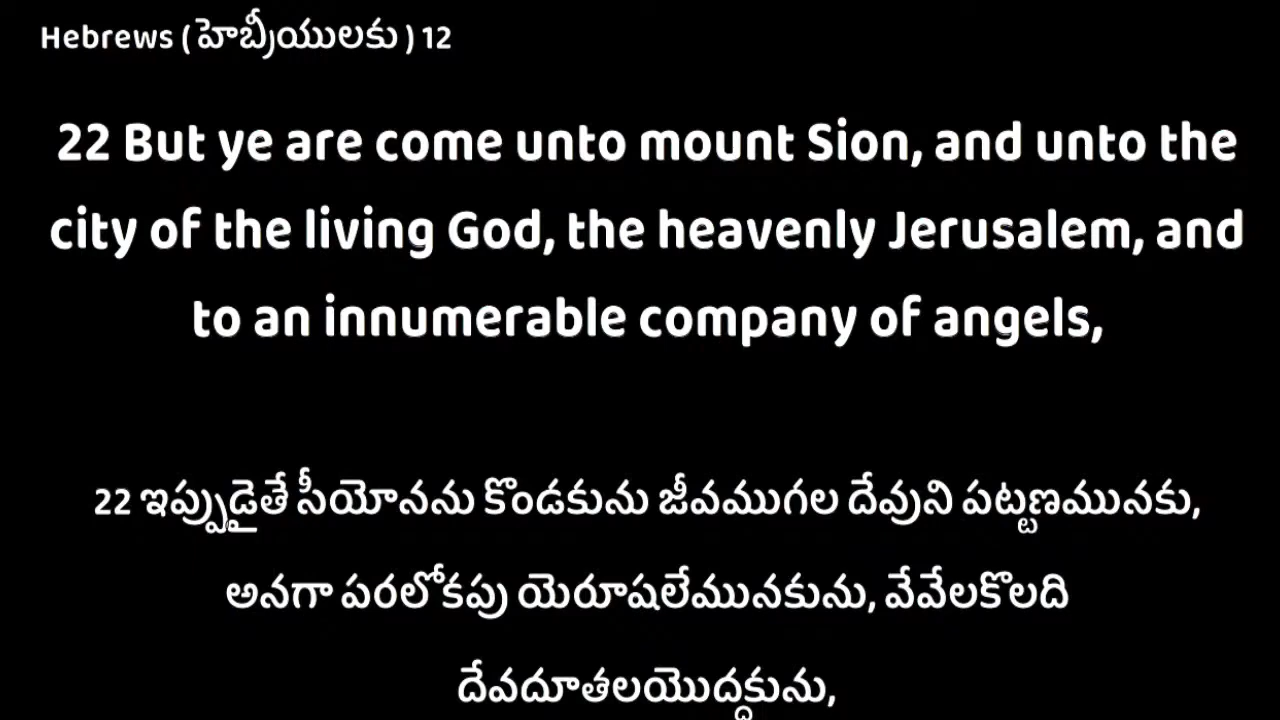 Hebrews ( హెబ్రీయులకు ) 12
22 But ye are come unto mount Sion, and unto the
city of the living God, the heavenly Jerusalem, and
to an innumerable company of angels,
22 ఇప్పుడైతే సీయోనను కొండకును జీవముగల దేవుని పట్టణమునకు,
అనగా పరలోకపు యెరూషలేమునకును, వేవేలకొలది
దేవదూతలయొద్దకును,